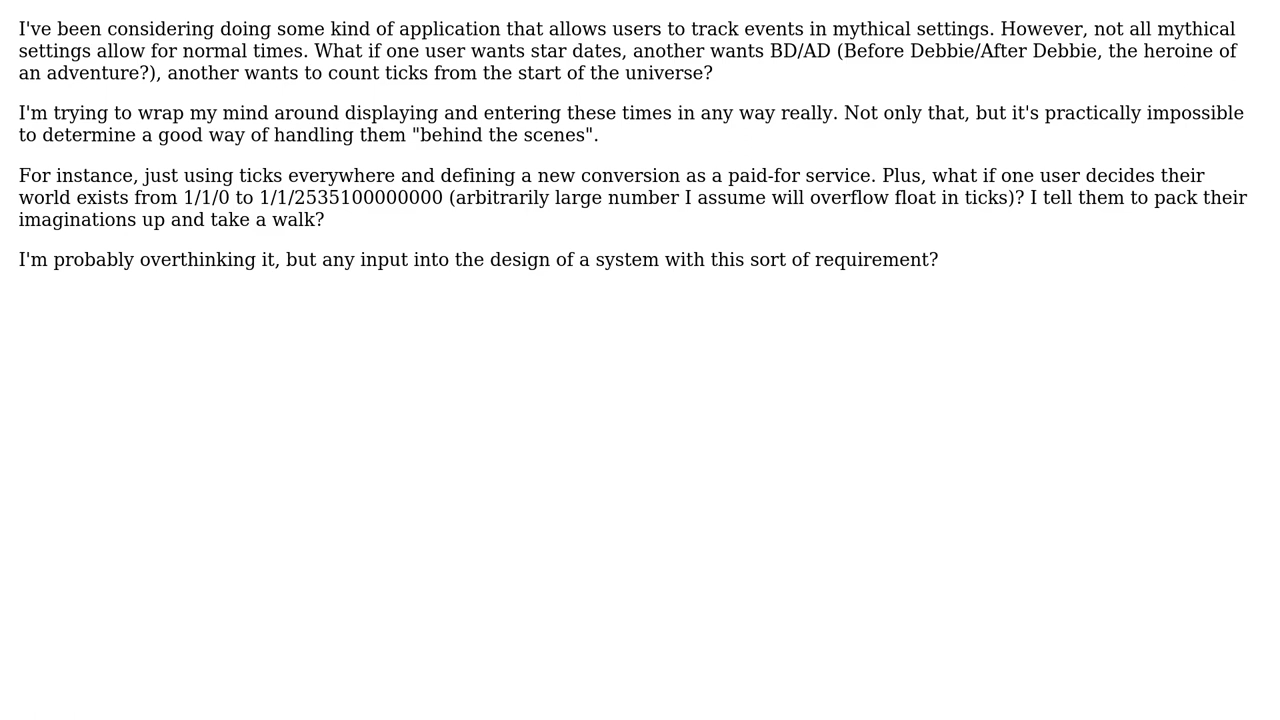 I've been considering doing some kind of application that allows users to track events in mythical settings. However, not all mythical
settings allow for normal times. What if one user wants star dates, another wants BD/AD (Before Debbie/After Debbie, the heroine of
an adventure?), another wants to count ticks from the start of the universe?
I'm trying to wrap my mind around displaying and entering these times in any way really. Not only that, but it's practically impossible
to determine a good way of handling them "behind the scenes".
For instance, just using ticks everywhere and defining a new conversion as a paid-for service. Plus, what if one user decides their
world exists from 1/1/0 to 1/1/2535100000000 (arbitrarily large number I assume will overflow float in ticks)? I tell them to pack their
imaginations up and take a walk?
I'm probably overthinking it, but any input into the design of a system with this sort of requirement?